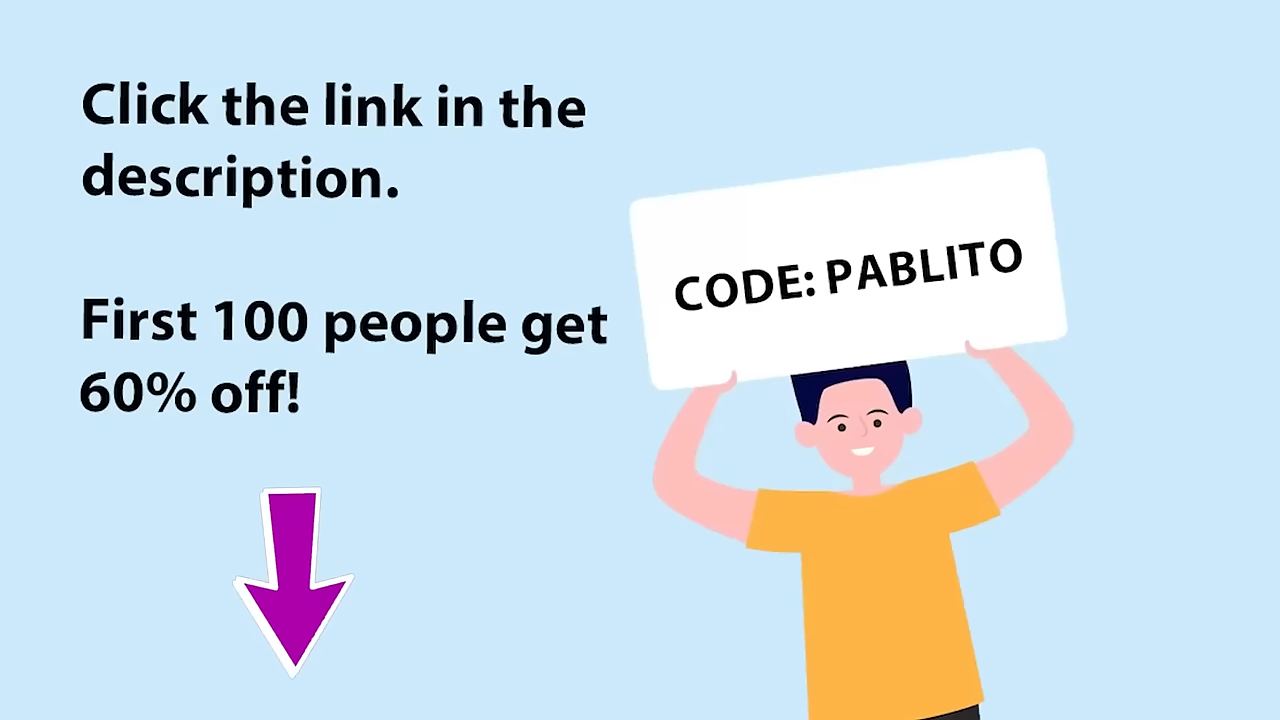 Click the link in the
description.
First 100 people get
60% off!
CODE: PABLITO